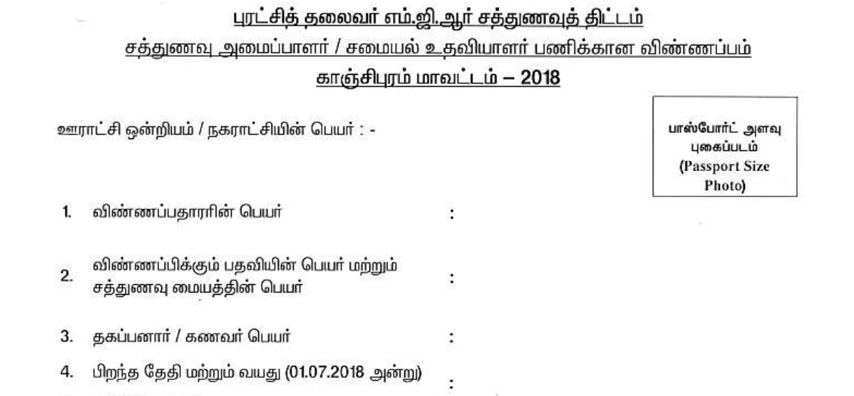 புரட்சித் தலைவர் எம்.ஜி.ஆர் சத்துணவுத் திட்டம்
சத்துணவு அமைப்பாளர் / சமையல் உதவியாளர் பணிக்கான விண்ணப்பம்
காஞ்சிபுரம் மாவட்டம் – 2018
ஊராட்சி ஒன்றியம் / நகராட்சியின் பெயர் : -
பாஸ்போர்ட் அளவு
புகைப்படம்
(Passport Size
Photo)
1. விண்ணப்பதாரரின் பெயர் :
2. விண்ணப்பிக்கும் பதவியின் பெயர் மற்றும்
சத்துணவு மையத்தின் பெயர் :
3. தகப்பனார் / கணவர் பெயர் :
4. பிறந்த தேதி மற்றும் வயது (01.07.2018 அன்று) :